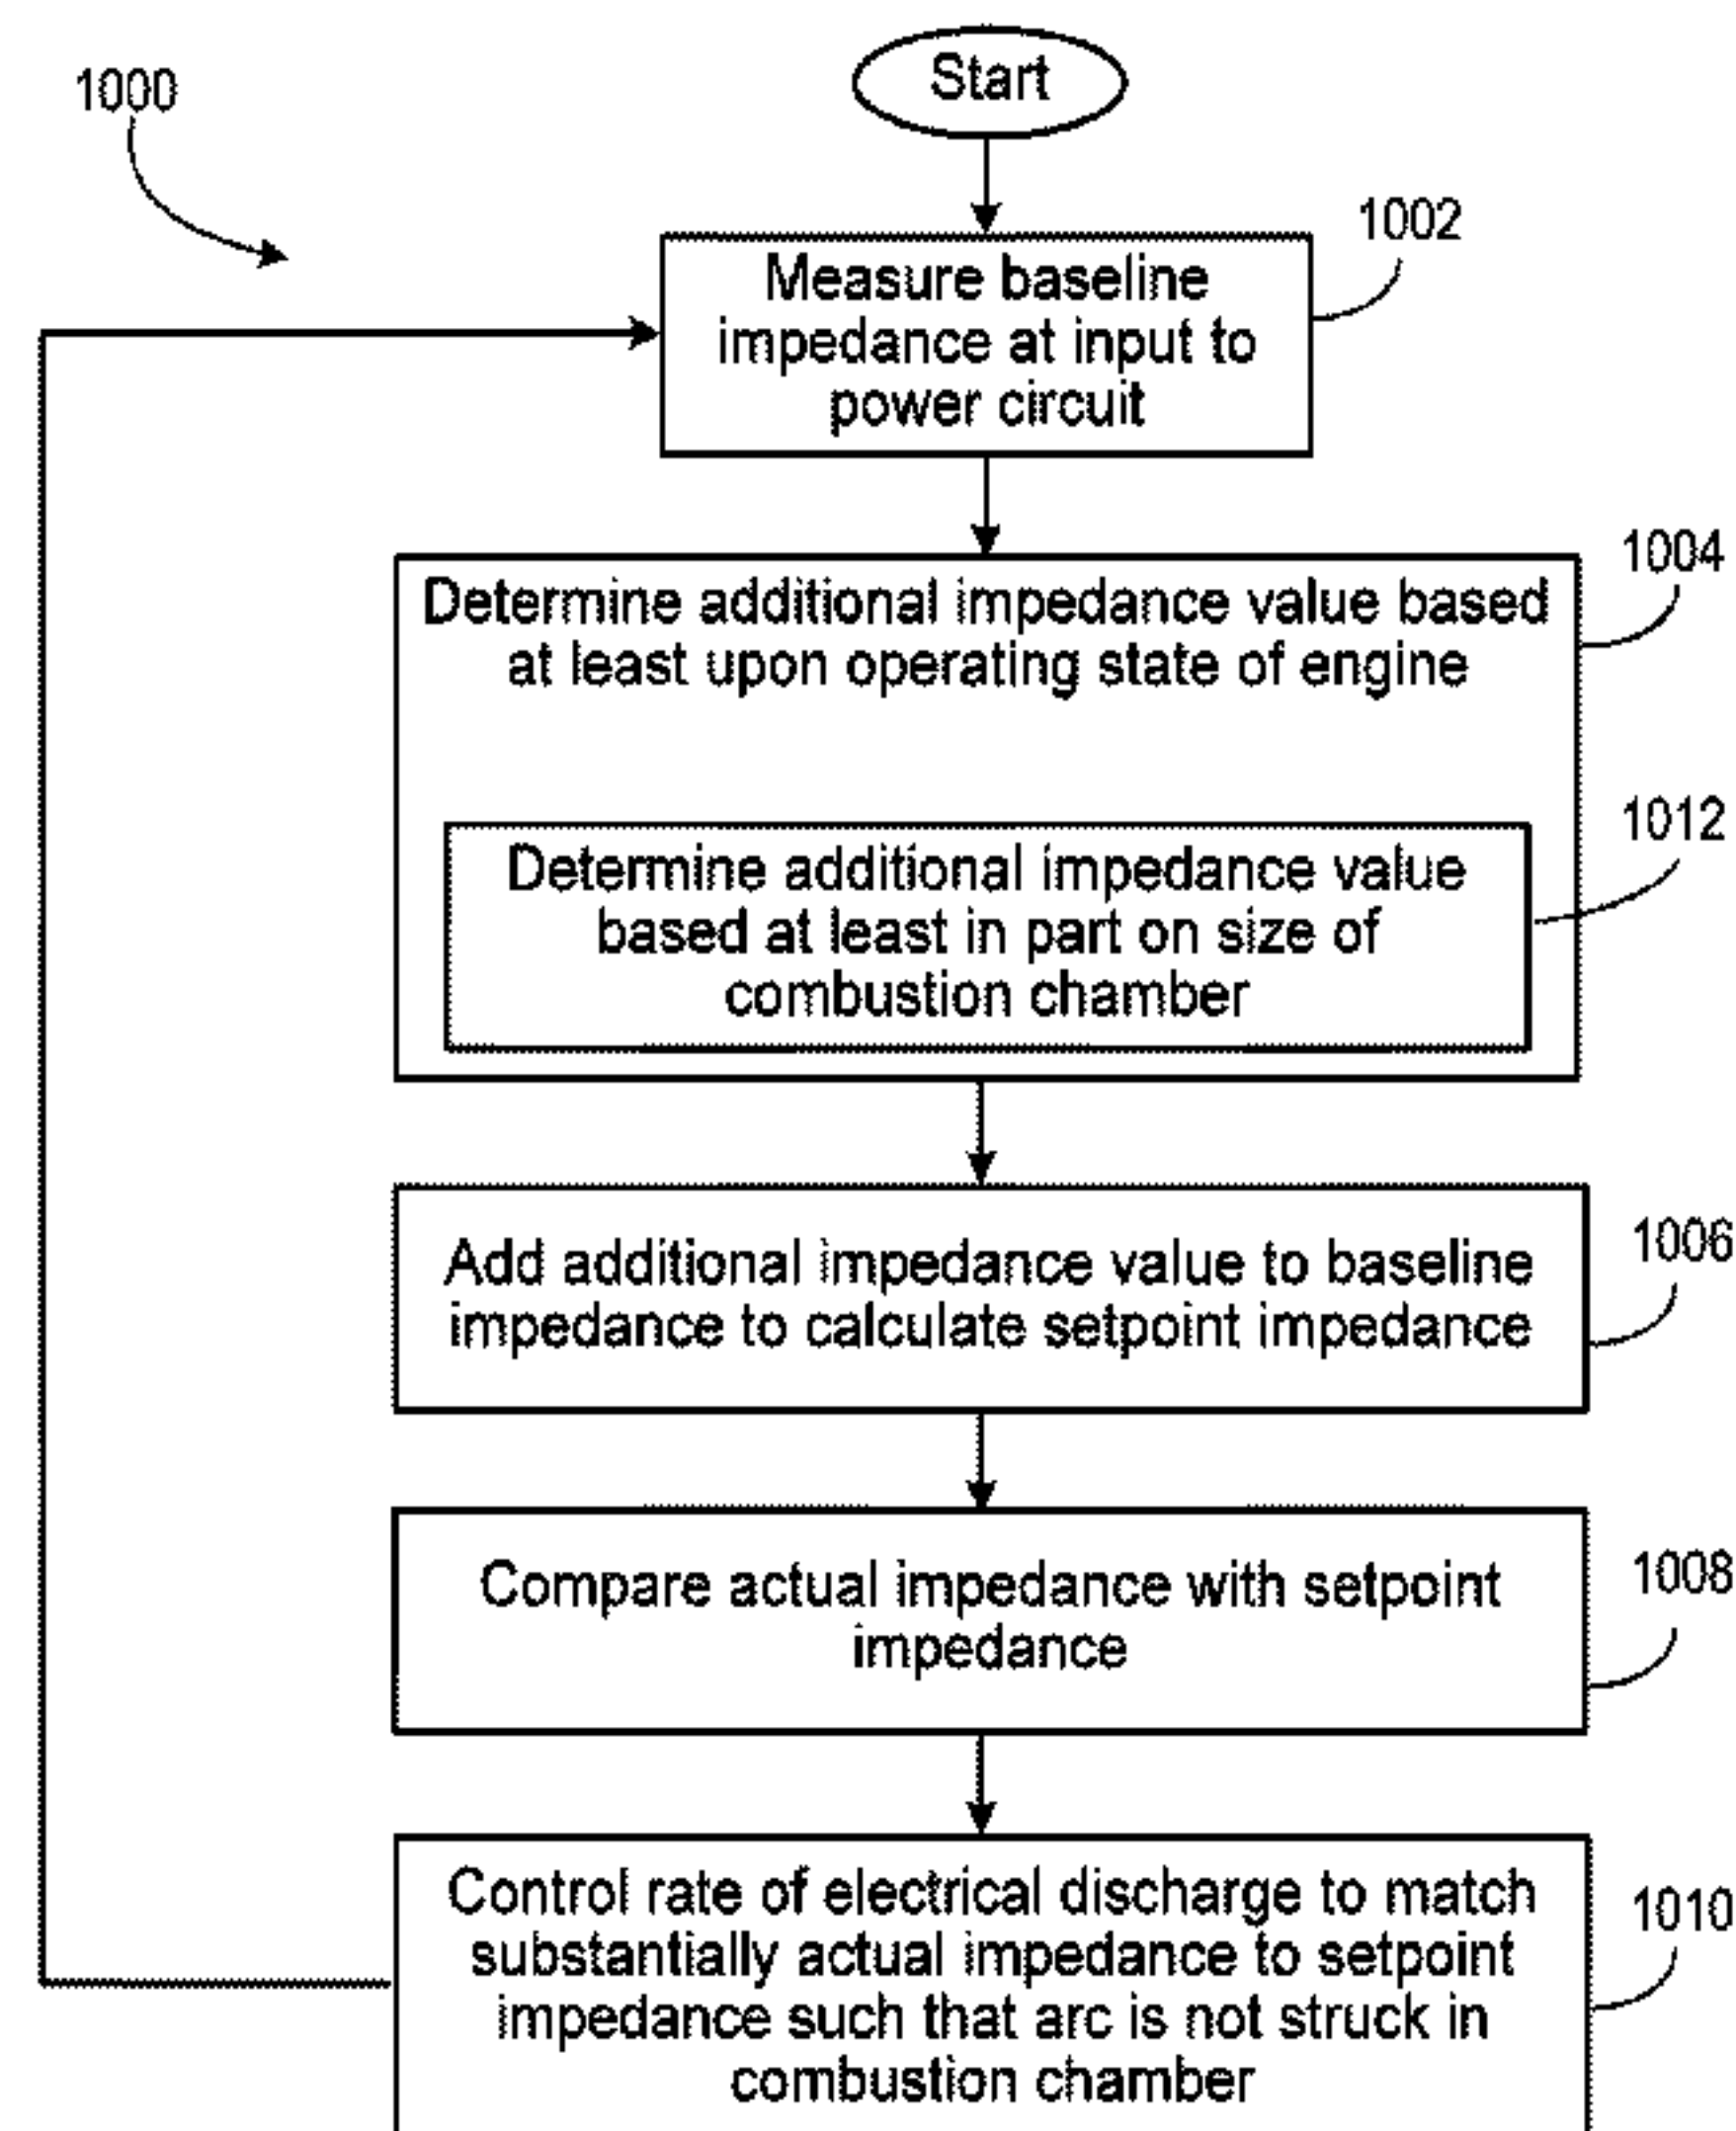 Start
1000
1002
Measure baseline
impedance at input to
power circuit
1004
Determine additional impedance value based
at least upon operating state of engine
1012
Determine additional impedance value
based at least in part on size of
combustion chamber
1006
Add additional impedance value to baseline
impedance to calculate setpoint impedance
1008
Compare actual impedance with setpoint
impedance
1010
Control rate of electrical discharge to match
substantially actual impedance to setpoint
impedance such that arc is not struck in
combustion chamber